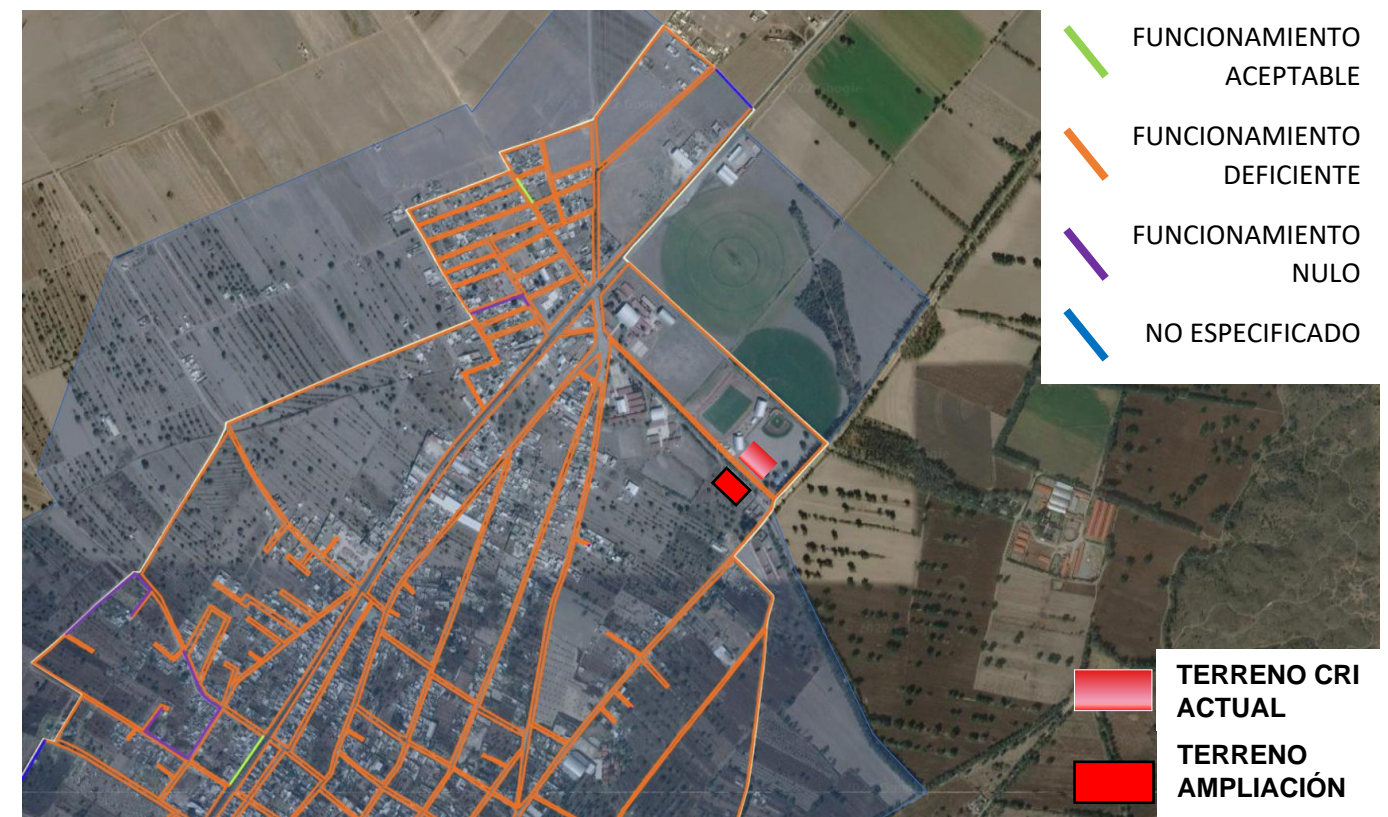 FUNCIONAMIENTO
ACEPTABLE
FUNCIONAMIENTO
DEFICIENTE
FUNCIONAMIENTO
NULO
NO ESPECIFICADO
TERRENO CRI
ACTUAL
TERRENO
AMPLIACIÓN